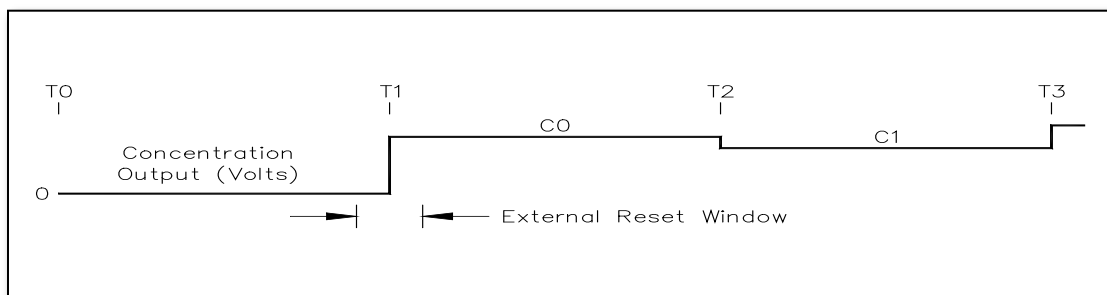 T0 T1 T2 T3
C0
C1
Concentration
Output (Volts)
0
External Reset Window